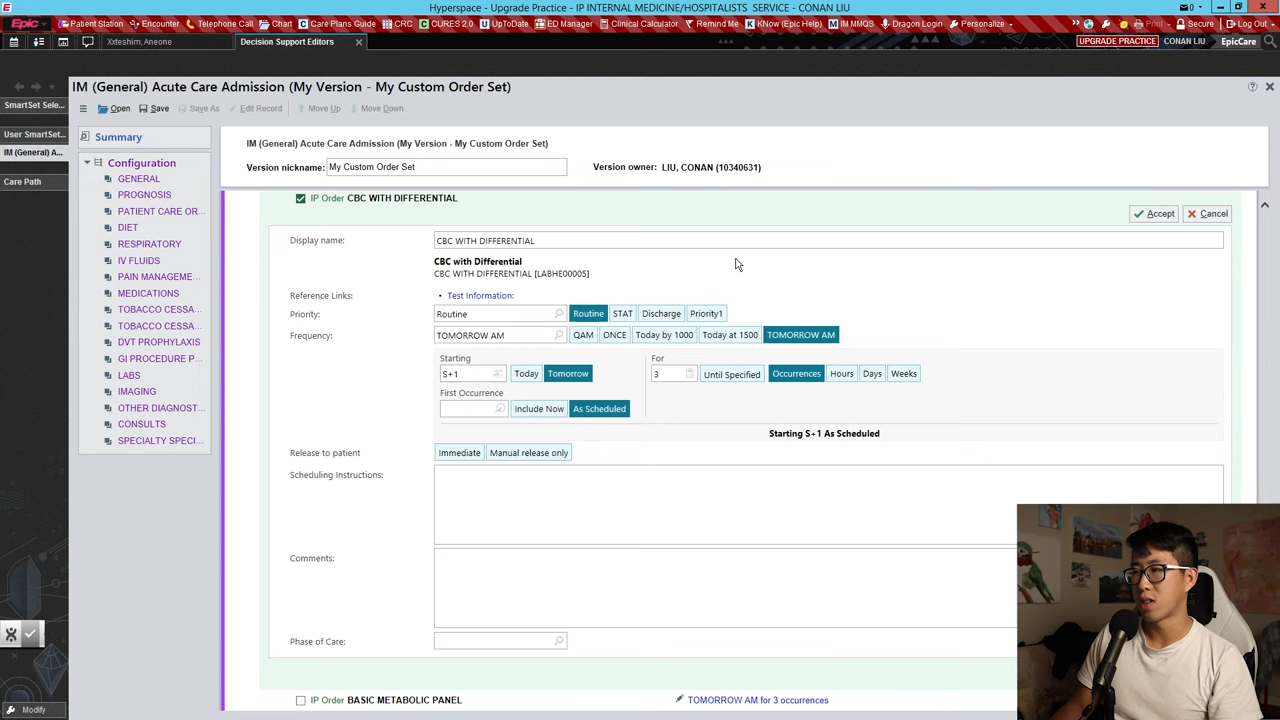 Hyperspace - Upgrade Practice - IP INTERNAL MEDICINE/HOSPITALISTS SERVICE - CONAN LIU
0
Epic Patient Station Encounter Telephone Call Chart Care Plans Guide CRC CURES 2.0 UpToDate ED Manager Clinical Calculator Remind Me KNow (Epic Help) IM MMQS Dragon Login Personalize Print Secure Log Out
Xxteshim, Aneone Decision Support Editors UPGRADE PRACTICE CONAN LIU EpicCare
IM (General) Acute Care Admission (My Version - My Custom Order Set)
SmartSet Sele...
Open Save Save As Edit Record Move Up Move Down
User SmartSet...
IM (General) A...
Care Path
Summary
Configuration
GENERAL
PROGNOSIS
PATIENT CARE OR...
DIET
RESPIRATORY
IV FLUIDS
PAIN MANAGEME...
MEDICATIONS
TOBACCO CESSA...
TOBACCO CESSA...
DVT PROPHYLAXIS
GI PROCEDURE P...
LABS
IMAGING
OTHER DIAGNOST...
CONSULTS
SPECIALTY SPECI...
IM (General) Acute Care Admission (My Version - My Custom Order Set)
Version nickname: My Custom Order Set Version owner: LIU, CONAN (10340631)
IP Order CBC WITH DIFFERENTIAL
Accept Cancel
Display name: CBC WITH DIFFERENTIAL
CBC with Differential
CBC WITH DIFFERENTIAL [LABHE00005]
Reference Links: • Test Information:
Priority: Routine Routine STAT Discharge Priority1
Frequency: TOMORROW AM QAM ONCE Today by 1000 Today at 1500 TOMORROW AM
Starting For
S+1 Today Tomorrow 3 Until Specified Occurrences Hours Days Weeks
First Occurrence
Include Now As Scheduled
Starting S+1 As Scheduled
Release to patient Immediate Manual release only
Scheduling Instructions:
Comments:
Phase of Care:
IP Order BASIC METABOLIC PANEL TOMORROW AM for 3 occurrences
Modify